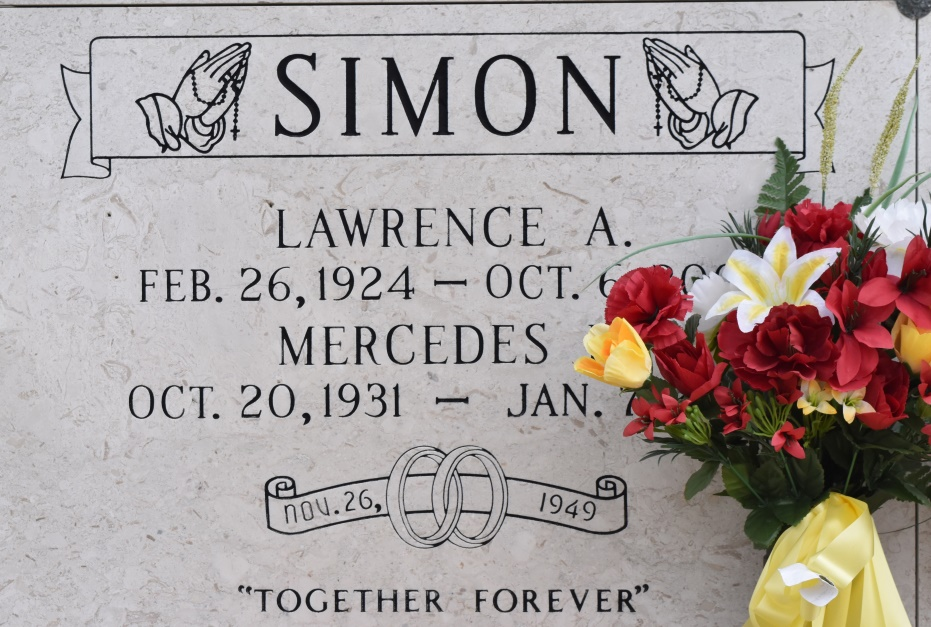 SIMON
LAWRENCE A.
FEB. 26, 1924 — OCT. 6,
MERCEDES
OCT. 20, 1931 — JAN.
NOV. 26, 1949
"TOGETHER FOREVER"